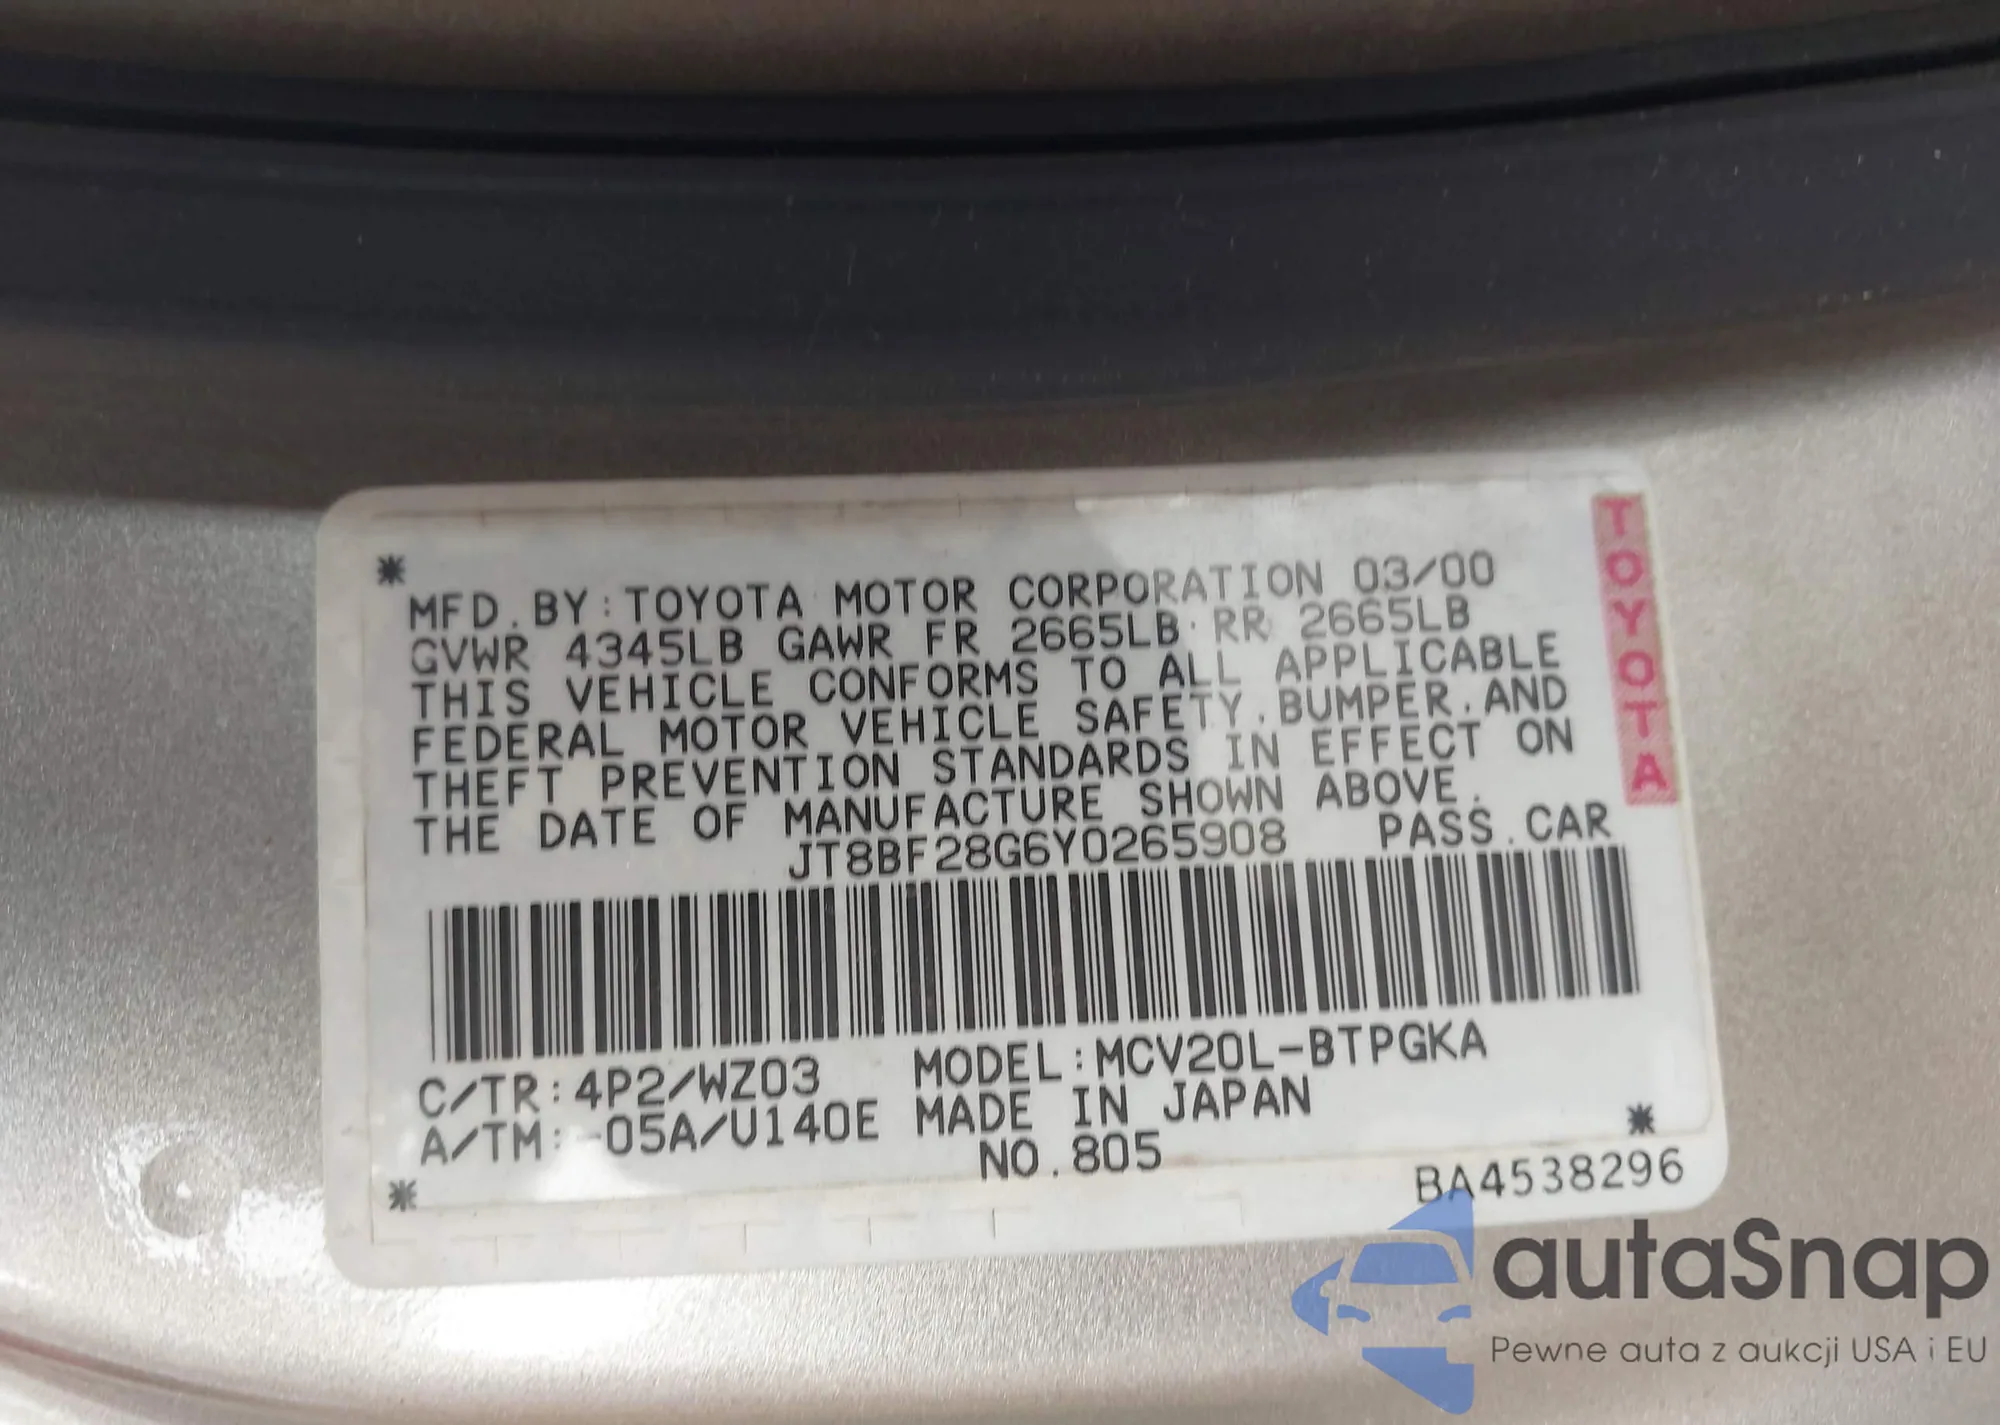 MFD.BY:TOYOTA MOTOR CORPORATION 03/00
GVWR 4345LB GAWR FR 2665LB RR 2665LB
THIS VEHICLE CONFORMS TO ALL APPLICABLE
FEDERAL MOTOR VEHICLE SAFETY.BUMPER.AND
THEFT PREVENTION STANDARDS IN EFFECT ON
THE DATE OF MANUFACTURE SHOWN ABOVE.
JT8BF28G6Y0265908 PASS.CAR
C/TR:4P2/WZ03 MODEL:MCV20L-BTPGKA
A/TM:-05A/U140E MADE IN JAPAN
NO.805
BA4538296
TOYOTA
autaSnap
Pewne auta z aukcji USA i EU